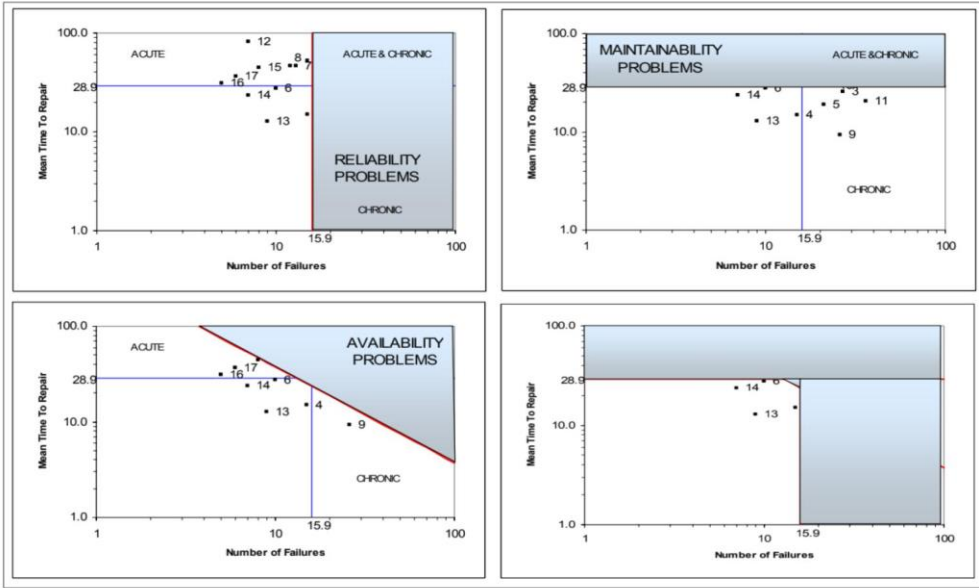 100.0
ACUTE
12
ACUTE & CHRONIC
8
15
7
17
28.9
16
6
14
Mean Time To Repair
10.0
13
RELIABILITY
PROBLEMS
CHRONIC
1.0
15.9
1
10
100
Number of Failures
100.0
MAINTAINABILITY
PROBLEMS
ACUTE &CHRONIC
28.9
6
14
3
11
5
Mean Time To Repair
10.0
13
4
9
CHRONIC
1.0
15.9
1
10
100
Number of Failures
100.0
ACUTE
AVAILABILITY
PROBLEMS
17
28.9
16
6
14
Mean Time To Repair
13
4
10.0
9
CHRONIC
1.0
15.9
1
10
100
Number of Failures
100.0
28.9
6
14
Mean Time To Repair
10.0
13
1.0
15.9
1
10
100
Number of Failures